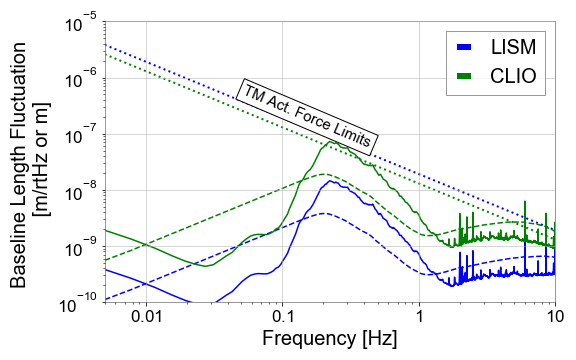 Baseline Length Fluctuation
[m/rtHz or m]
10⁻⁵
10⁻⁶
10⁻⁷
10⁻⁸
10⁻⁹
10⁻¹⁰
LISM
CLIO
TM Act. Force Limits
0.01
0.1
1
10
Frequency [Hz]